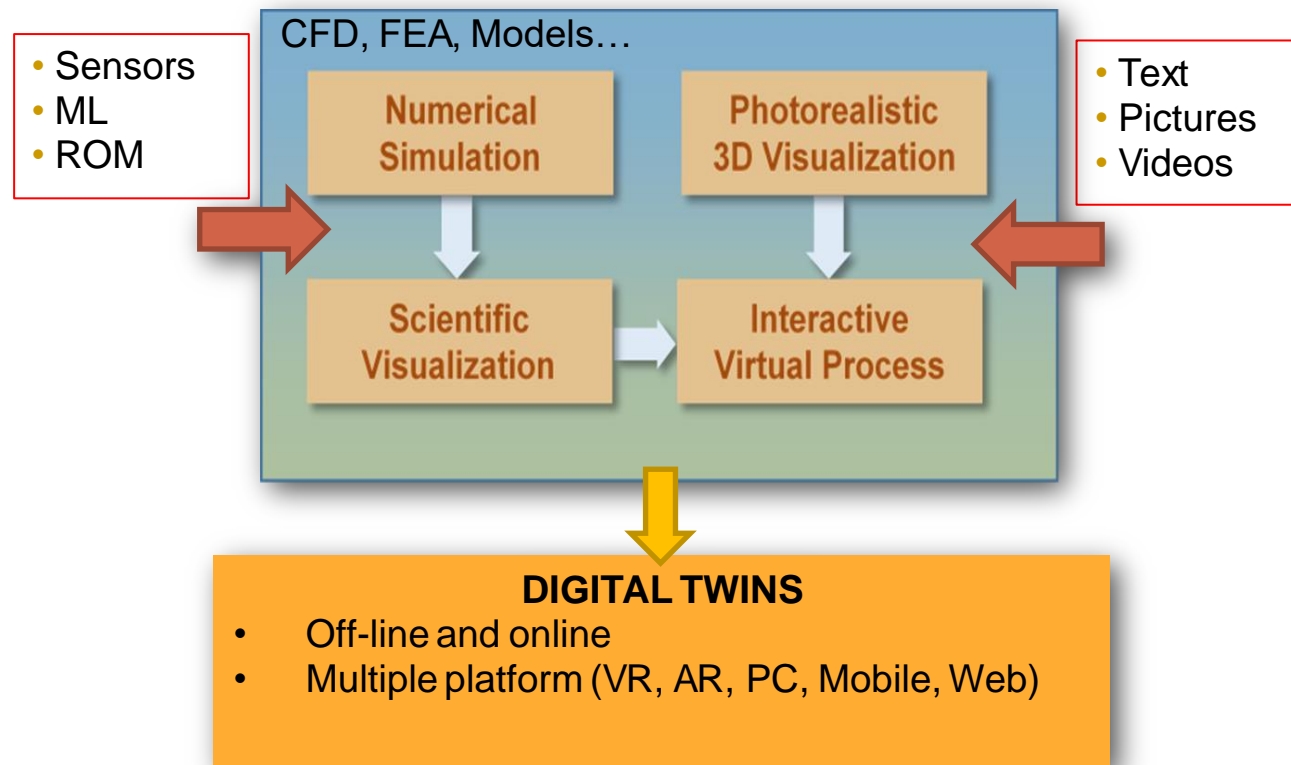 CFD, FEA, Models…
• Sensors
• ML
• ROM
• Text
• Pictures
• Videos
Numerical
Simulation
Photorealistic
3D Visualization
Scientific
Visualization
Interactive
Virtual Process
DIGITAL TWINS
• Off-line and online
• Multiple platform (VR, AR, PC, Mobile, Web)